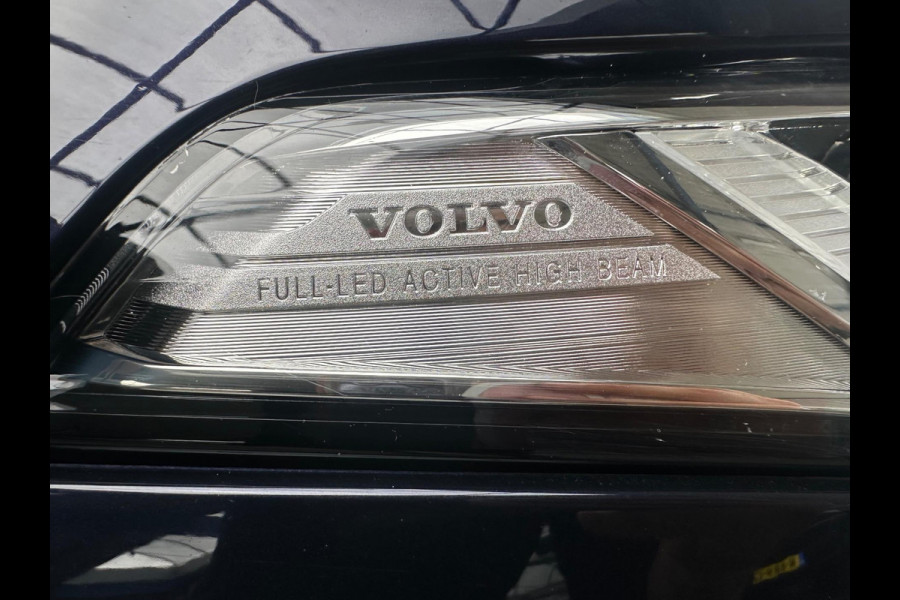 VOLVO
FULL-LED ACTIVE HIGH BEAM